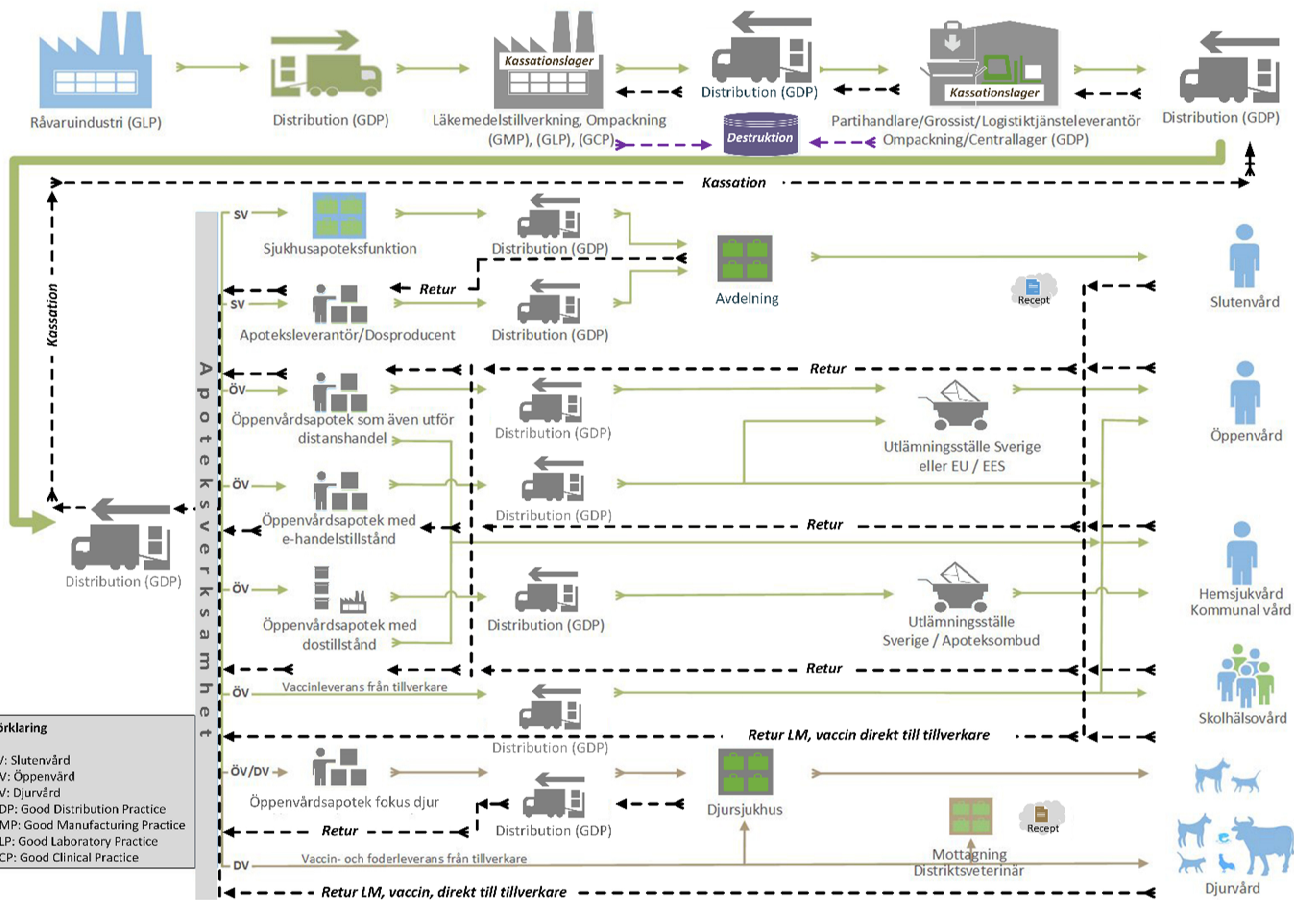 Kassationslager
Kassationslager
Råvaruindustri (GLP)
Distribution (GDP)
Läkemedelstillverkning, Ompackning
(GMP), (GLP), (GCP)
Distribution (GDP)
Destruktion
Partihandlare/Grossist/Logistiktjänsteleverantör
Ompackning/Centrallager (GDP)
Distribution (GDP)
Kassation
Kassation
Apoteksverksamhet
SV
Sjukhusapoteksfunktion
Distribution (GDP)
Avdelning
Retur
Recept
Slutenvård
SV
Apoteksleverantör/Dosproducent
Distribution (GDP)
Retur
ÖV
Öppenvårdsapotek som även utför
distanshandel
Distribution (GDP)
Utlämningsställe Sverige
eller EU / EES
Öppenvård
ÖV
Öppenvårdsapotek med
e-handelstillstånd
Distribution (GDP)
Retur
Distribution (GDP)
Hemsjukvård
Kommunal vård
ÖV
Öppenvårdsapotek med
dostillstånd
Distribution (GDP)
Utlämningsställe
Sverige / Apoteksombud
Retur
ÖV
Vaccinleverans från tillverkare
Distribution (GDP)
Skolhälsovård
Retur LM, vaccin direkt till tillverkare
ÖV/DV
Öppenvårdsapotek fokus djur
Distribution (GDP)
Djursjukhus
Retur
Recept
Mottagning
Distriktsveterinär
DV
Vaccin- och foderleverans från tillverkare
Djurvård
Retur LM, vaccin, direkt till tillverkare
örklaring
V: Slutenvård
V: Öppenvård
V: Djurvård
DP: Good Distribution Practice
MP: Good Manufacturing Practice
LP: Good Laboratory Practice
CP: Good Clinical Practice